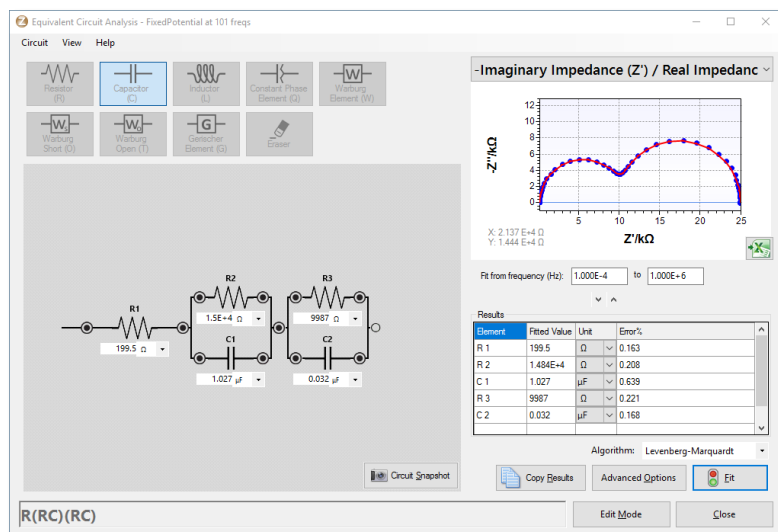 Equivalent Circuit Analysis - FixedPotential at 101 freqs
Circuit View Help
Resistor (R)
Capacitor (C)
Inductor (L)
Constant Phase Element (Q)
W
Warburg Element (W)
Ws
Warburg Short (O)
Wo
Warburg Open (T)
G
Gerischer Element (G)
Eraser
R1
199.5 Ω
R2
1.5E+4 Ω
C1
1.027 µF
R3
9987 Ω
C2
0.032 µF
Circuit Snapshot
R(RC)(RC)
-Imaginary Impedance (Z') / Real Impedanc
-Z"/kΩ
12
10
8
6
4
2
0
5 10 15 20 25
Z'/kΩ
X: 2.137 E+4 Ω
Y: 1.444 E+4 Ω
Fit from frequency (Hz): 1.000E-4 to 1.000E+6
Results
Element Fitted Value Unit Error%
R 1 199.5 Ω 0.163
R 2 1.484E+4 Ω 0.208
C 1 1.027 µF 0.639
R 3 9987 Ω 0.221
C 2 0.032 µF 0.168
Algorithm: Levenberg-Marquardt
Copy Results Advanced Options Fit
Edit Mode Close